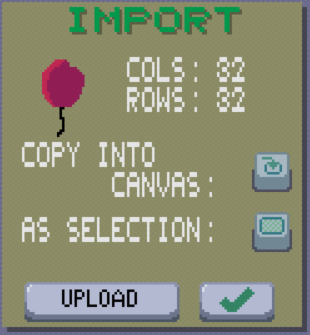 IMPORT
COLS: 32
ROWS: 32
COPY INTO
CANVAS:
AS SELECTION:
UPLOAD